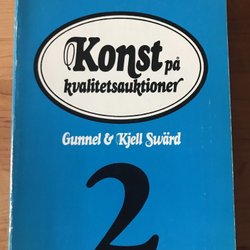 Konst på
kvalitetsauktioner
Gunnel & Kjell Swärd
2